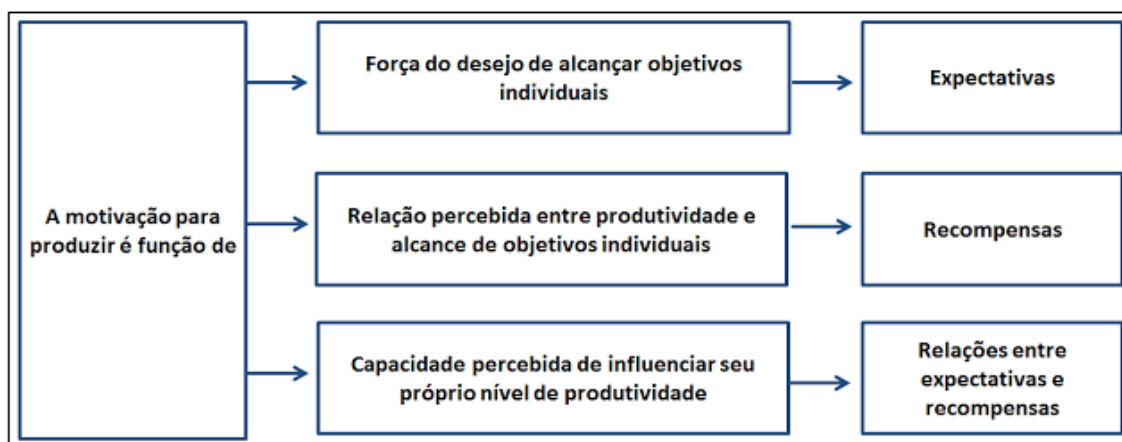 A motivação para
produzir é função de
Força do desejo de alcançar objetivos
individuais
Expectativas
Relação percebida entre produtividade e
alcance de objetivos individuais
Recompensas
Capacidade percebida de influenciar seu
próprio nível de produtividade
Relações entre
expectativas e
recompensas